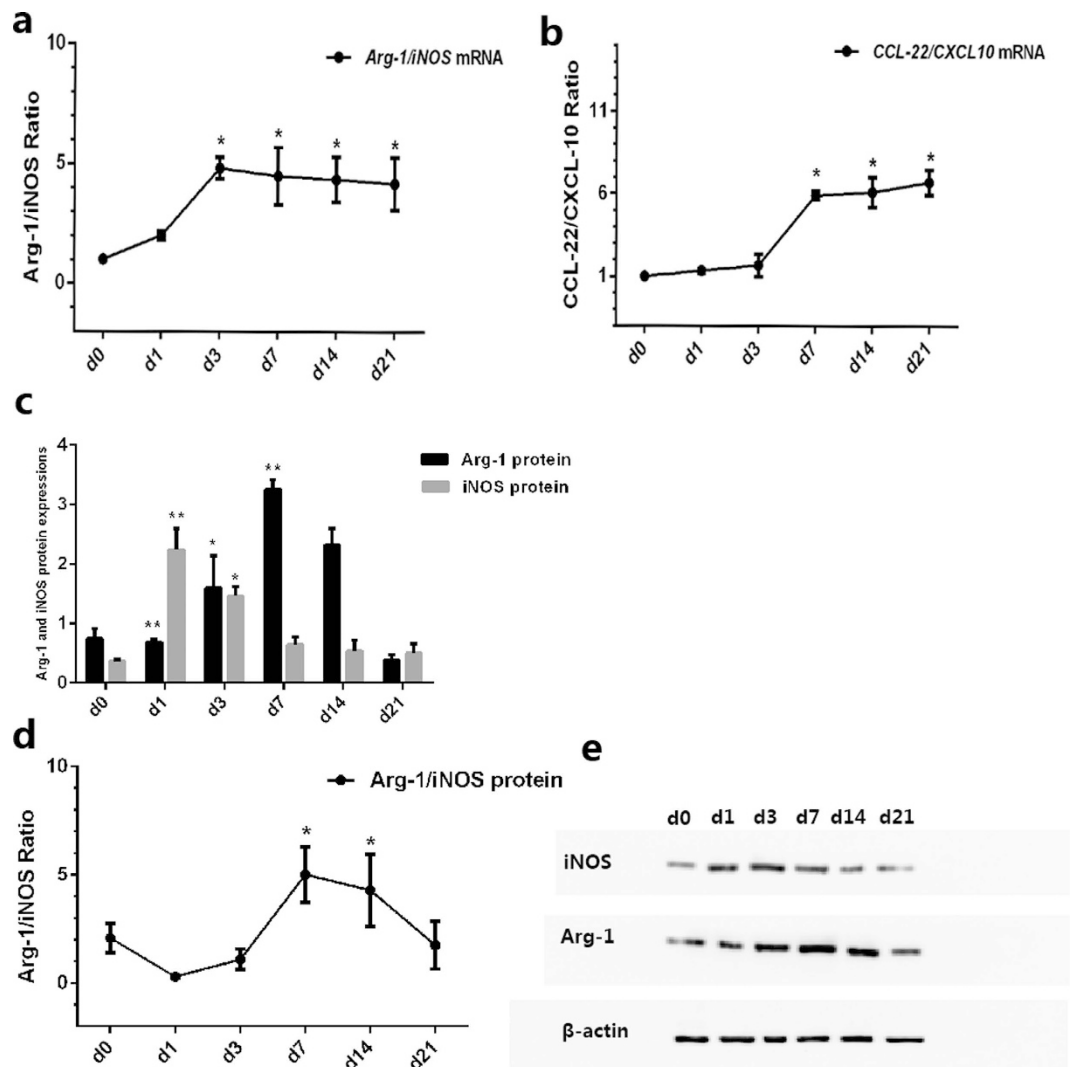 a
10
5
0
Arg-1/iNOS Ratio
Arg-1/iNOS mRNA
* * * *
d0 d1 d3 d7 d14 d21
b
11
6
1
CCL-22/CXCL-10 Ratio
CCL-22/CXCL10 mRNA
* * *
d0 d1 d3 d7 d14 d21
c
4
3
2
1
0
Arg-1 and iNOS protein expressions
Arg-1 protein
iNOS protein
** ** * * **
d0 d1 d3 d7 d14 d21
d
10
5
0
Arg-1/iNOS Ratio
Arg-1/iNOS protein
* *
d0 d1 d3 d7 d14 d21
e
d0 d1 d3 d7 d14 d21
iNOS
Arg-1
β-actin